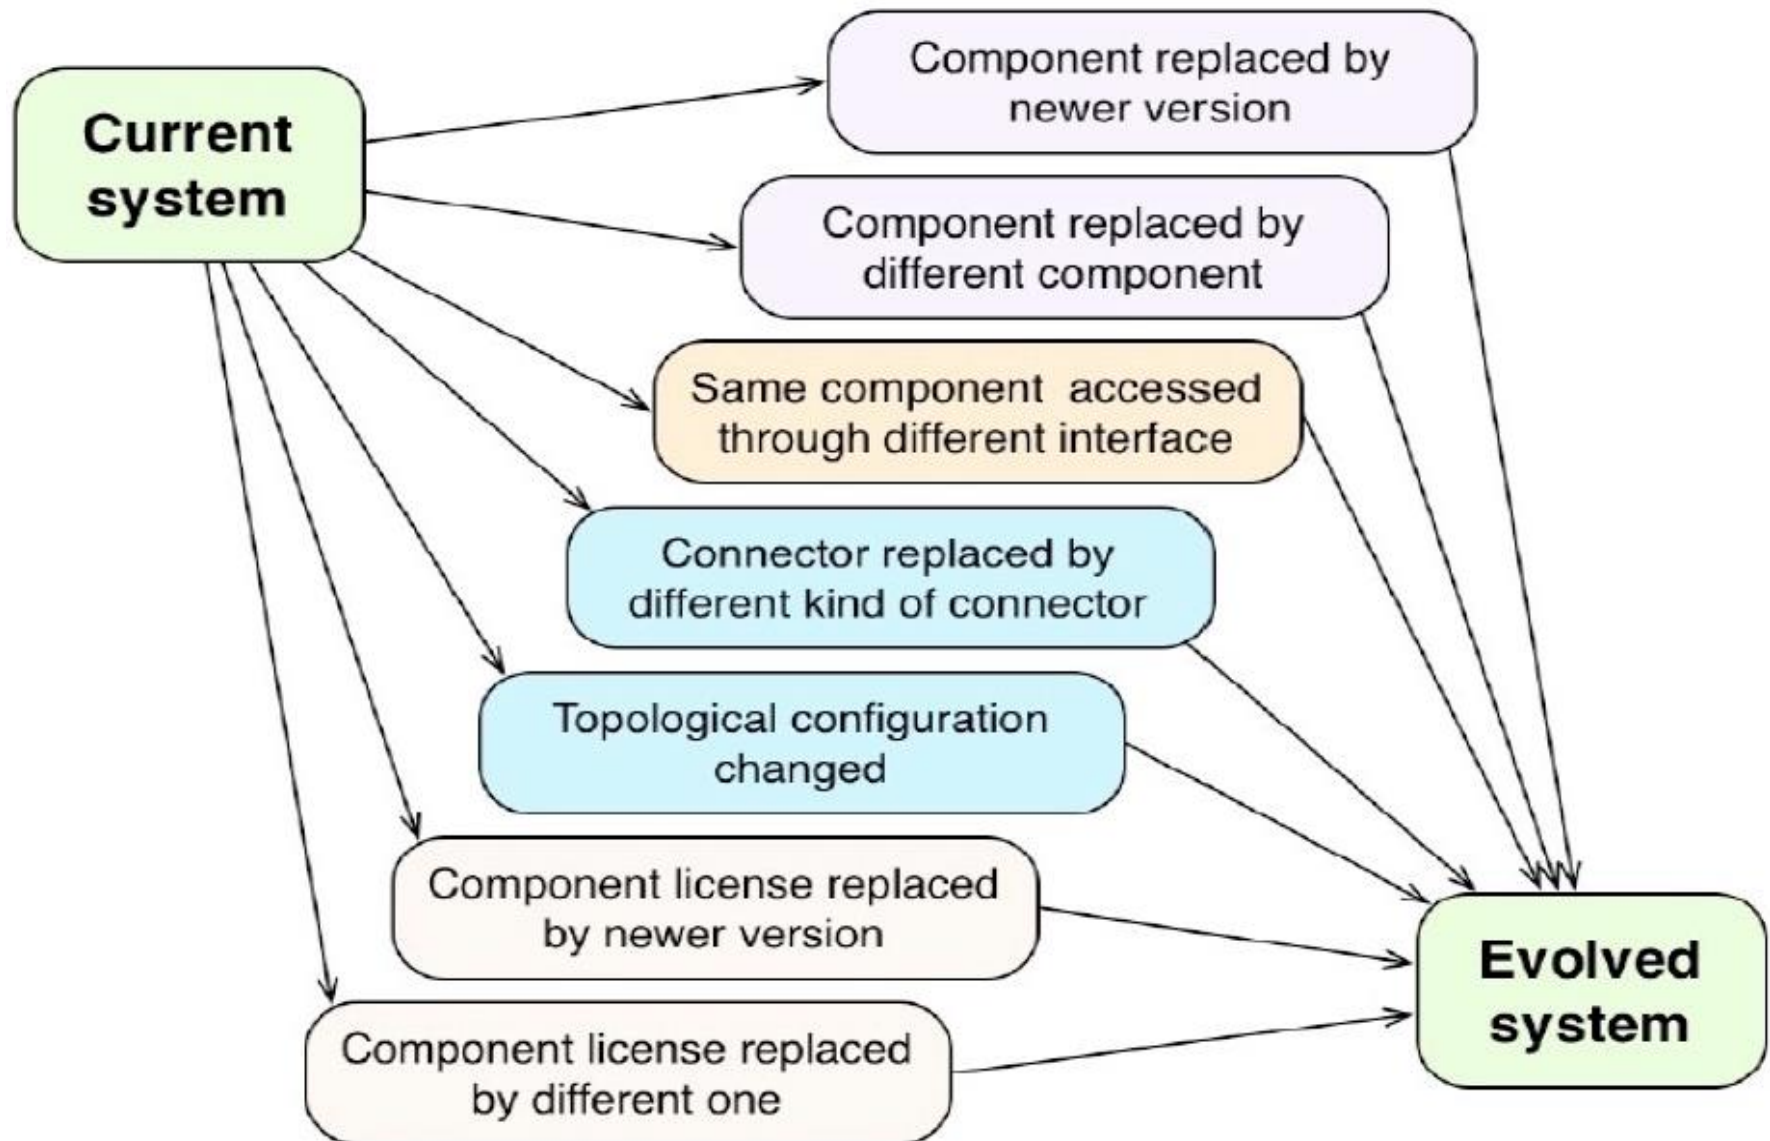 Current
system
Component replaced by
newer version
Component replaced by
different component
Same component accessed
through different interface
Connector replaced by
different kind of connector
Topological configuration
changed
Component license replaced
by newer version
Component license replaced
by different one
Evolved
system